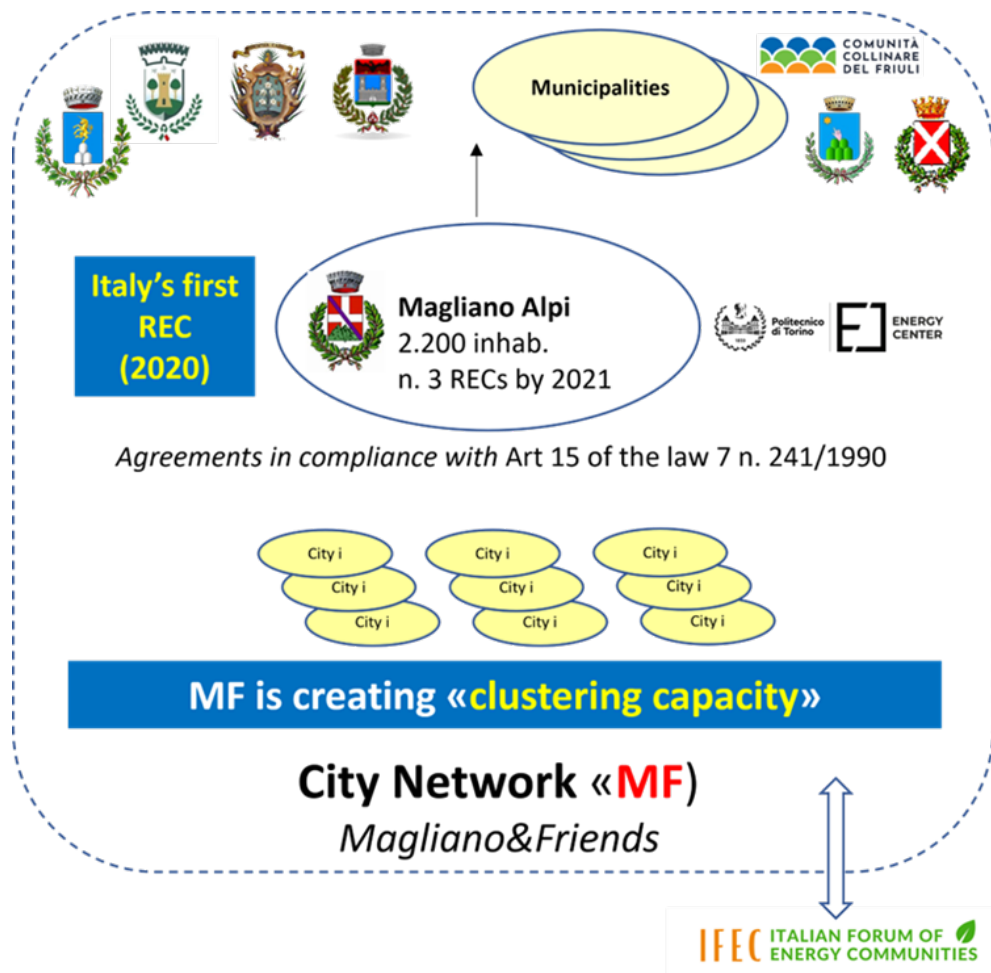 COMUNITÀ
COLLINARE
DEL FRIULI
Municipalities
Italy's first
REC
(2020)
Magliano Alpi
2.200 inhab.
n. 3 RECs by 2021
Politecnico
di Torino
ENERGY
CENTER
Agreements in compliance with Art 15 of the law 7 n. 241/1990
City i
City i
City i
City i
City i
City i
City i
City i
City i
MF is creating «clustering capacity»
City Network «MF)
Magliano&Friends
IFEC ITALIAN FORUM OF
ENERGY COMMUNITIES